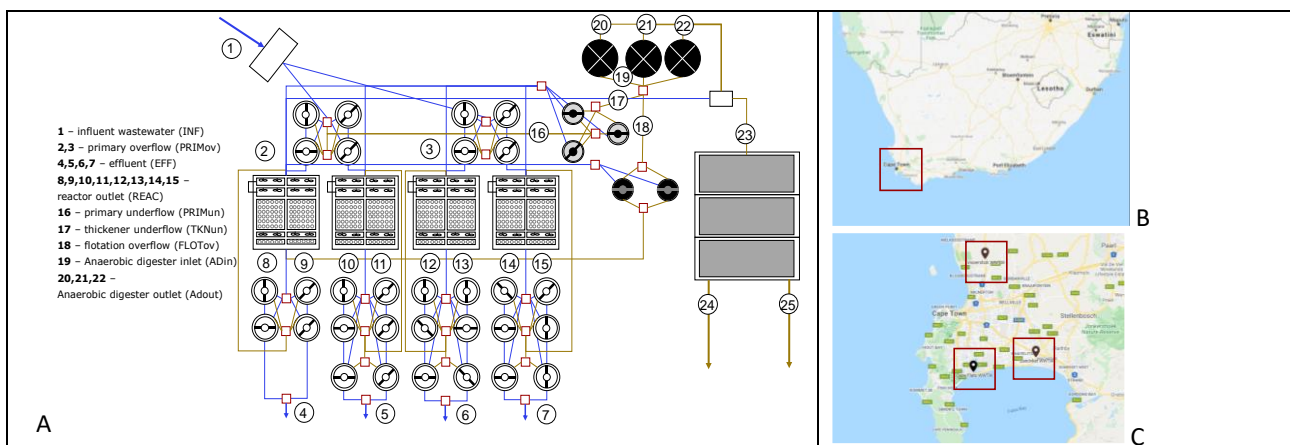 20
21
22
1
19
17
16
18
23
2
3
1 – influent wastewater (INF)
2,3 – primary overflow (PRIMov)
4,5,6,7 – effluent (EFF)
8,9,10,11,12,13,14,15 –
reactor outlet (REAC)
16 – primary underflow (PRIMun)
17 – thickener underflow (TKNun)
18 – flotation overflow (FLOTov)
19 – Anaerobic digester inlet (ADin)
20,21,22 –
Anaerobic digester outlet (Adout)
8
9
10
11
12
13
14
15
24
25
4
5
6
7
A
Pretoria
Eswatini
Bloemfontein
Lesotho
Durban
Cape Town
Port Elizabeth
B
Paarl
Cape Town
Stellenbosch
C